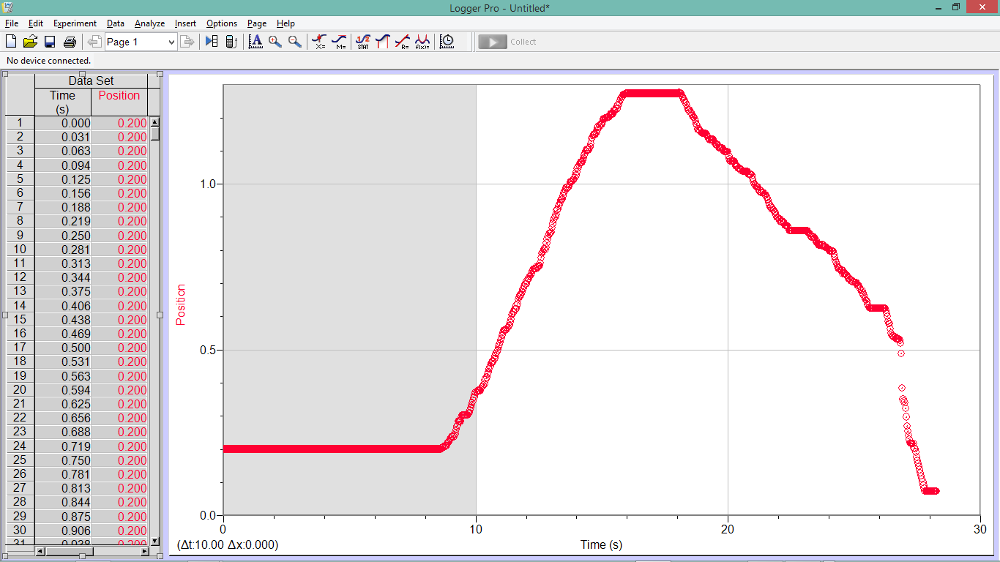 Logger Pro - Untitled*
File Edit Experiment Data Analyze Insert Options Page Help
Page 1 X= M= STAT R= f(x)= Collect
No device connected.
Data Set
Time Position
(s)
1 0.000 0.200
2 0.031 0.200
3 0.063 0.200
4 0.094 0.200
5 0.125 0.200
6 0.156 0.200
7 0.188 0.200
8 0.219 0.200
9 0.250 0.200
10 0.281 0.200
11 0.313 0.200
12 0.344 0.200
13 0.375 0.200
14 0.406 0.200
15 0.438 0.200
16 0.469 0.200
17 0.500 0.200
18 0.531 0.200
19 0.563 0.200
20 0.594 0.200
21 0.625 0.200
22 0.656 0.200
23 0.688 0.200
24 0.719 0.200
25 0.750 0.200
26 0.781 0.200
27 0.813 0.200
28 0.844 0.200
29 0.875 0.200
30 0.906 0.200
31 0.938 0.200
1.0
Position
0.5
0.0
0 10 20 30
(Δt:10.00 Δx:0.000) Time (s)